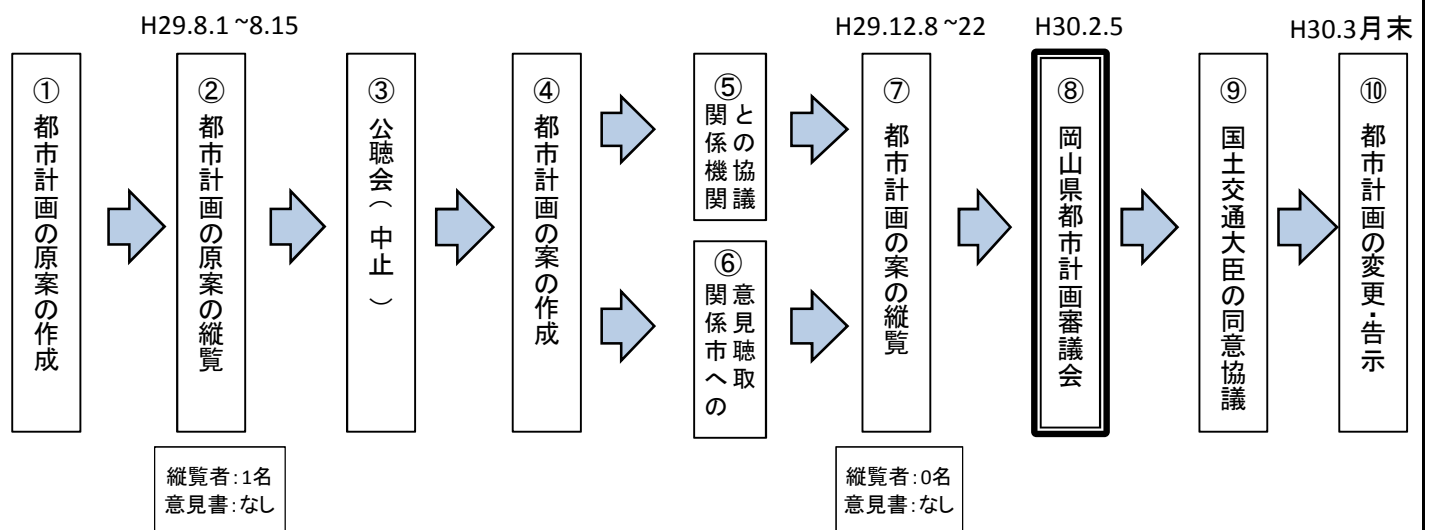 H29.8.1~8.15
H29.12.8~22
H30.2.5
H30.3月末
① 都市計画の原案の作成
② 都市計画の原案の縦覧
③ 公聴会(中止)
④ 都市計画の案の作成
⑤ 関係機関
との協議
⑥ 関係市への
意見聴取
⑦ 都市計画の案の縦覧
⑧ 岡山県都市計画審議会
⑨ 国土交通大臣の同意協議
⑩ 都市計画の変更・告示
縦覧者:1名
意見書:なし
縦覧者:0名
意見書:なし